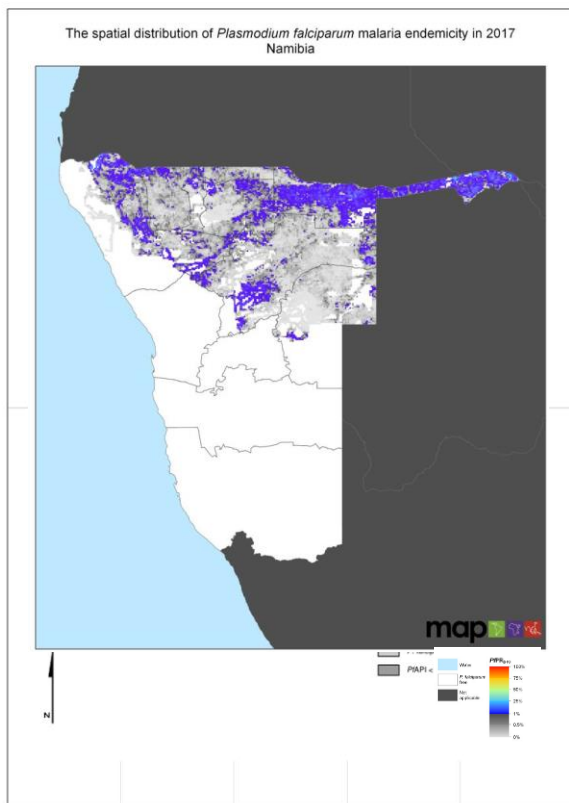 The spatial distribution of Plasmodium falciparum malaria endemicity in 2017
Namibia
map
PfAPI <
N
Water
P. falciparum
free
Not
applicable
100%
75%
50%
25%
1%
0.5%
0%